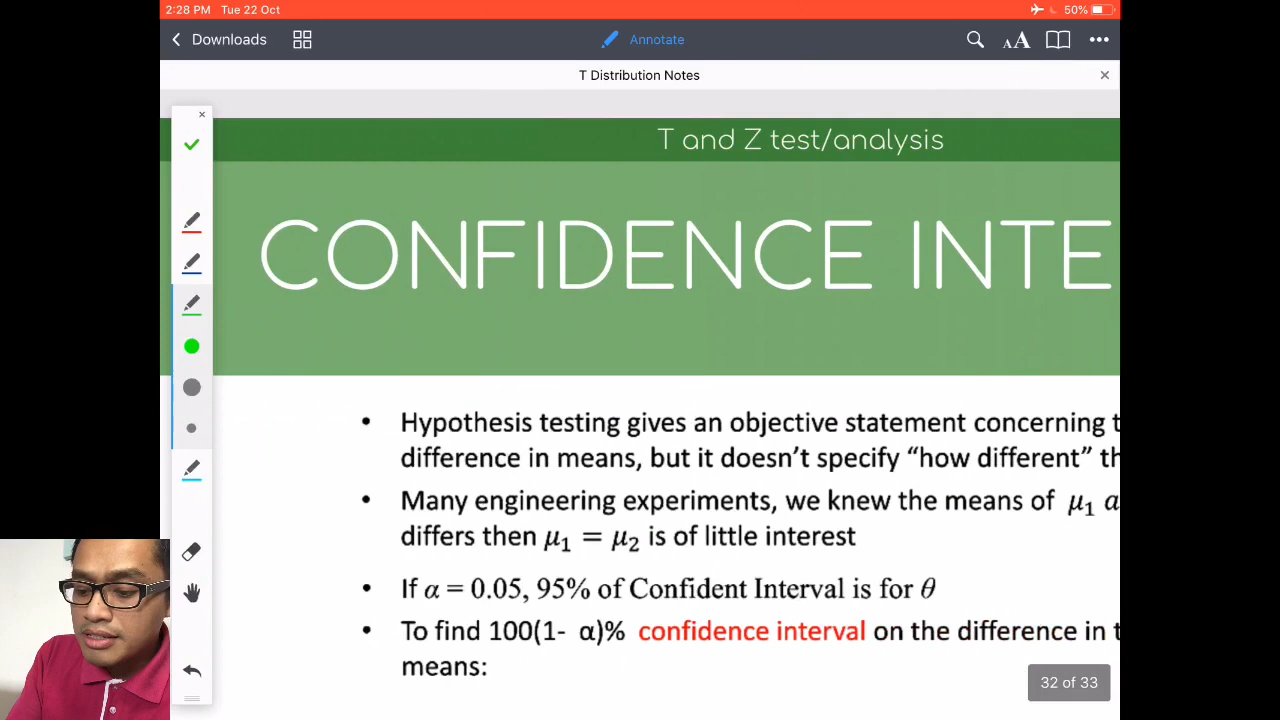 2:28 PM Tue 22 Oct 50%
Downloads Annotate AA
T Distribution Notes
T and Z test/analysis
CONFIDENCE INTE
• Hypothesis testing gives an objective statement concerning t
difference in means, but it doesn't specify “how different” th
• Many engineering experiments, we knew the means of μ₁ a
differs then μ₁ = μ₂ is of little interest
• If α = 0.05, 95% of Confident Interval is for θ
• To find 100(1- α)% confidence interval on the difference in t
means:
32 of 33